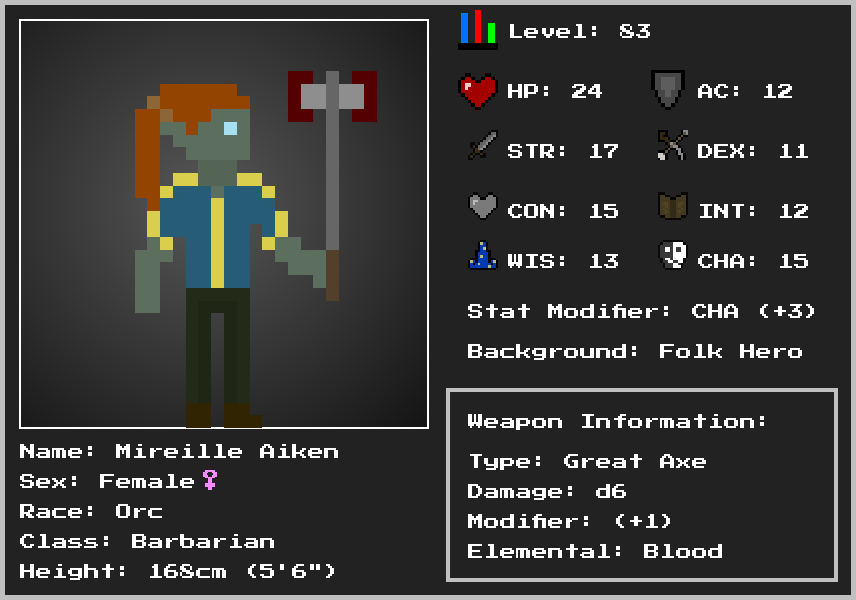 Level: 83
HP: 24
AC: 12
STR: 17
DEX: 11
CON: 15
INT: 12
WIS: 13
CHA: 15
Stat Modifier: CHA (+3)
Background: Folk Hero
Name: Mireille Aiken
Sex: Female♀
Race: Orc
Class: Barbarian
Height: 168cm (5'6")
Weapon Information:
Type: Great Axe
Damage: d6
Modifier: (+1)
Elemental: Blood